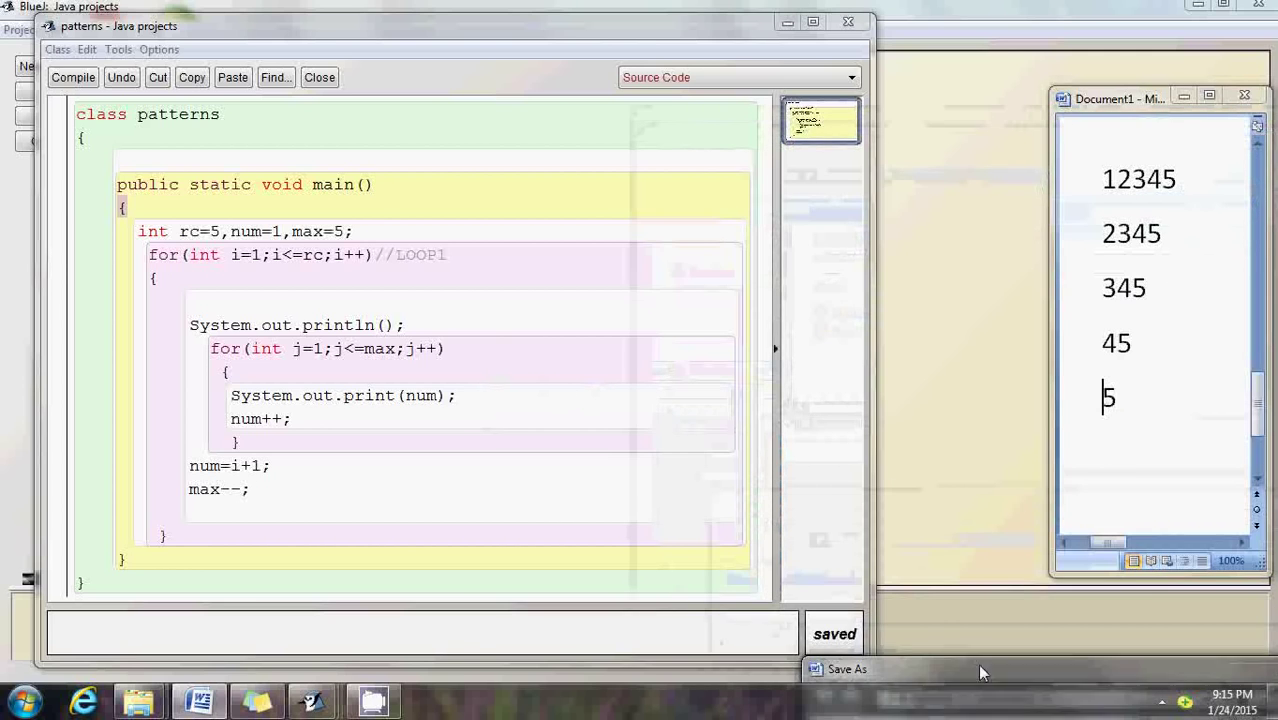 BlueJ: Java projects
patterns - Java projects
Class Edit Tools Options
Compile Undo Cut Copy Paste Find... Close Source Code
class patterns
{
public static void main()
{
int rc=5,num=1,max=5;
for(int i=1;i<=rc;i++)//LOOP1
{
System.out.println();
for(int j=1;j<=max;j++)
{
System.out.print(num);
num++;
}
num=i+1;
max--;
}
}
}
saved
Document1 - Mi...
12345
2345
345
45
5
100%
Save As
9:15 PM
1/24/2015